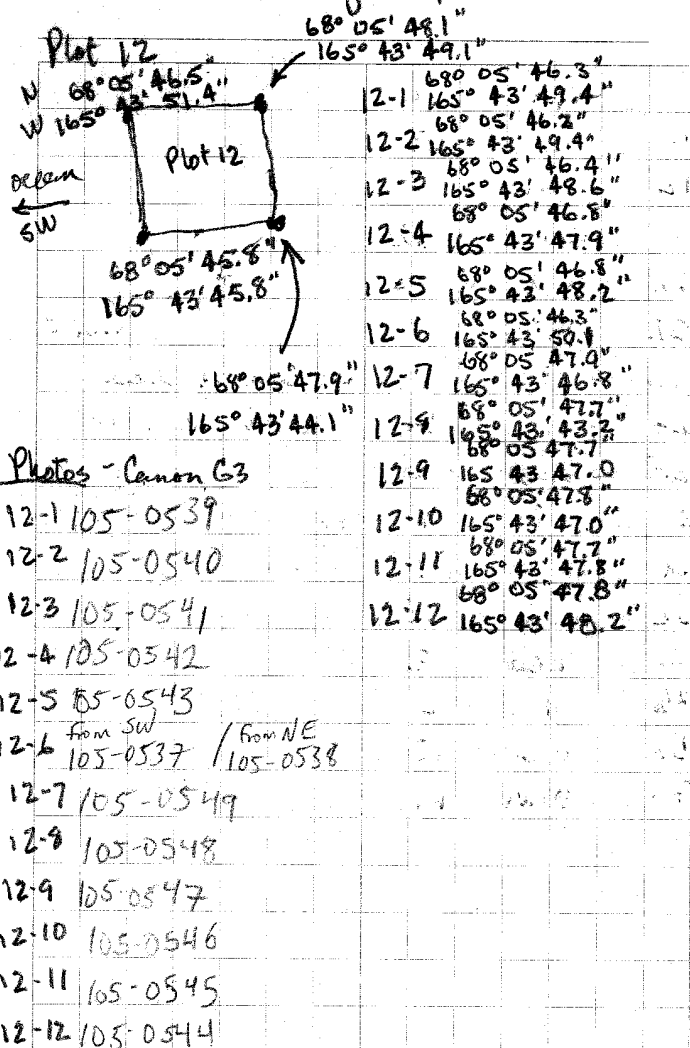 Plot 12
68° 05' 48.1"
165° 43' 49.1"
N 68° 05' 46.5"
W 165° 43' 51.4"
Plot 12
ocean
SW
68° 05' 45.8"
165° 43' 45.8"
68° 05' 47.9"
165° 43' 44.1"
68° 05' 46.3"
12-1 165° 43' 49.4"
68° 05' 46.2"
12-2 165° 43' 49.4"
68° 05' 46.4"
12-3 165° 43' 48.6"
68° 05' 46.8"
12-4 165° 43' 47.9"
68° 05' 46.8"
12-5 165° 43' 48.2"
68° 05' 46.3"
12-6 165° 43' 50.1
68° 05 47.9"
12-7 165° 43' 46.8"
68° 05' 47.7"
12-8 165° 43' 43.2"
68° 05 47.7"
12-9 165 43 47.0
68° 05' 47.8"
12-10 165° 43' 47.0"
68° 05' 47.7"
12-11 165° 43' 47.8"
68° 05' 47.8"
12-12 165° 43' 48.2"
Photos - Canon G3
12-1 105-0539
12-2 105-0540
12-3 105-0541
2-4 105-0542
12-5 105-0543
from SW / from NE
12-6 105-0537 105-0538
12-7 105-0549
12-8 105-0548
12-9 105-0547
12-10 105-0546
12-11 105-0545
12-12 105-0544